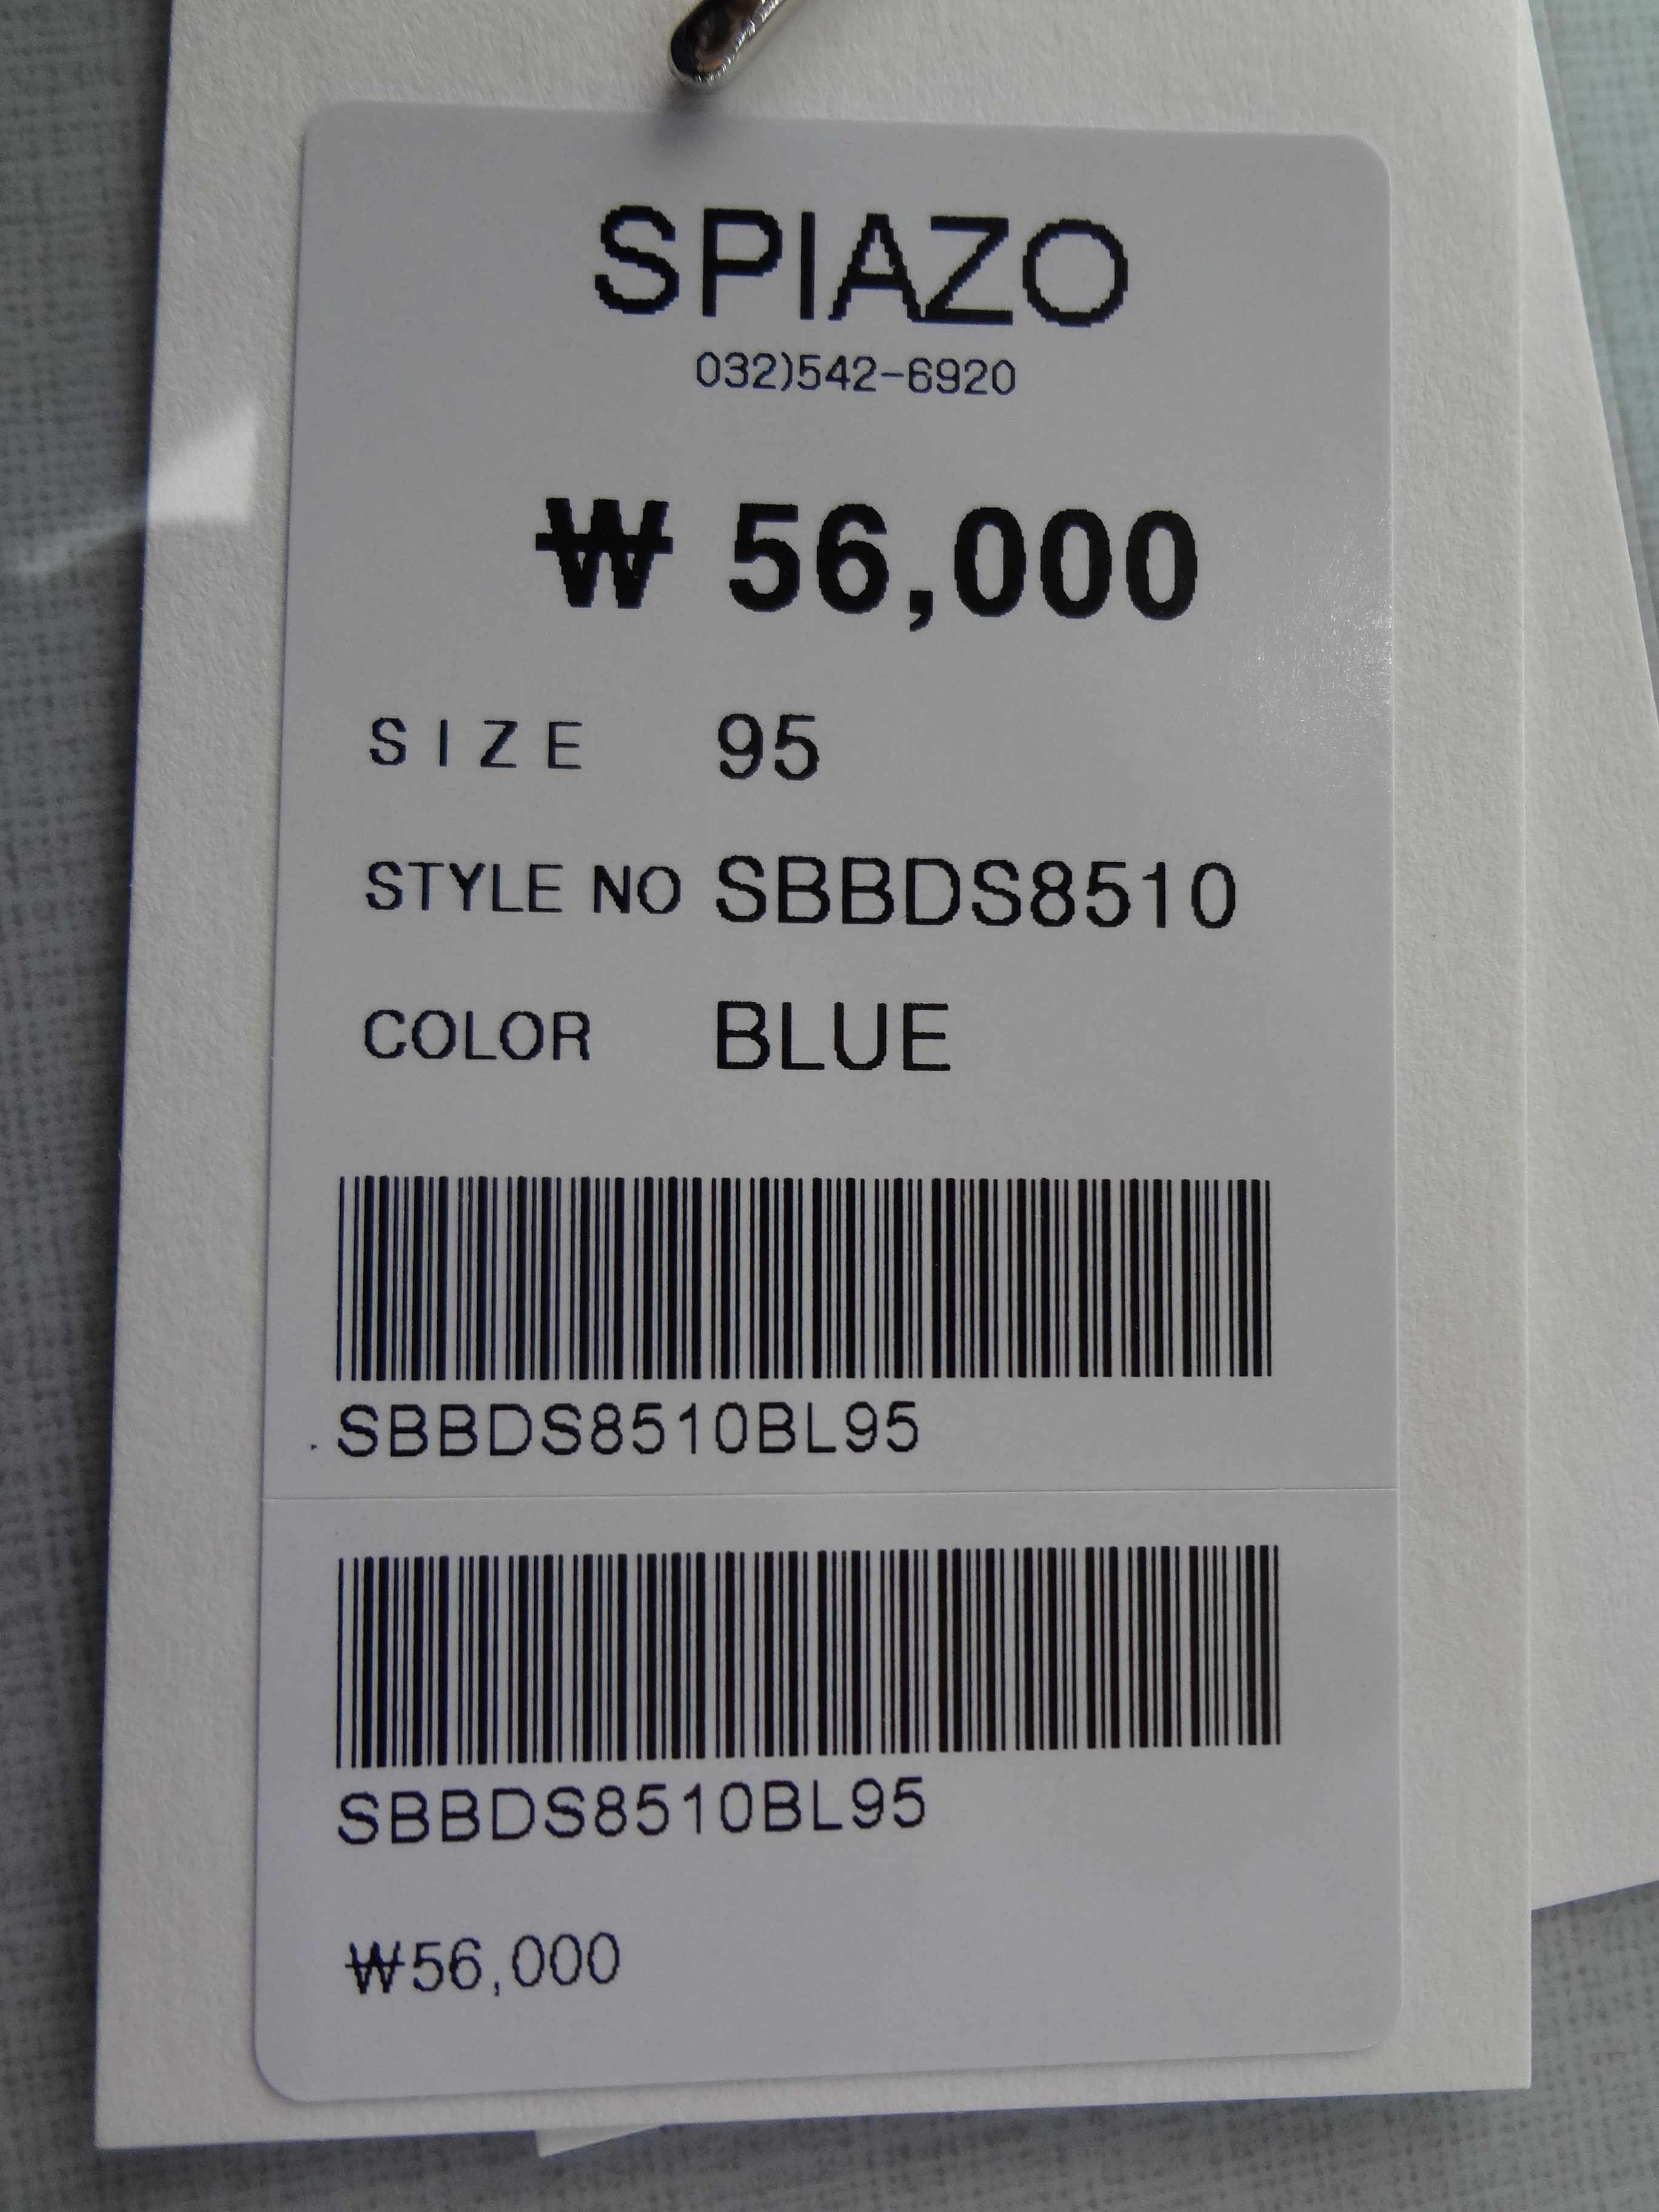 SPIAZO
032)542-6920
₩ 56,000
SIZE 95
STYLE NO SBBDS8510
COLOR BLUE
SBBDS8510BL95
SBBDS8510BL95
₩56,000